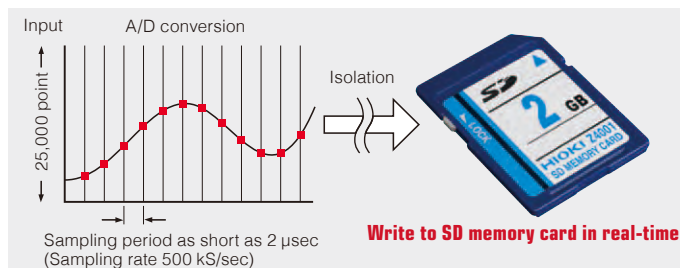 Input
A/D conversion
25,000 point
Isolation
Sampling period as short as 2 μsec
(Sampling rate 500 kS/sec)
SD
2
GB
LOCK
HIOKI Z4001
SD MEMORY CARD
Write to SD memory card in real-time